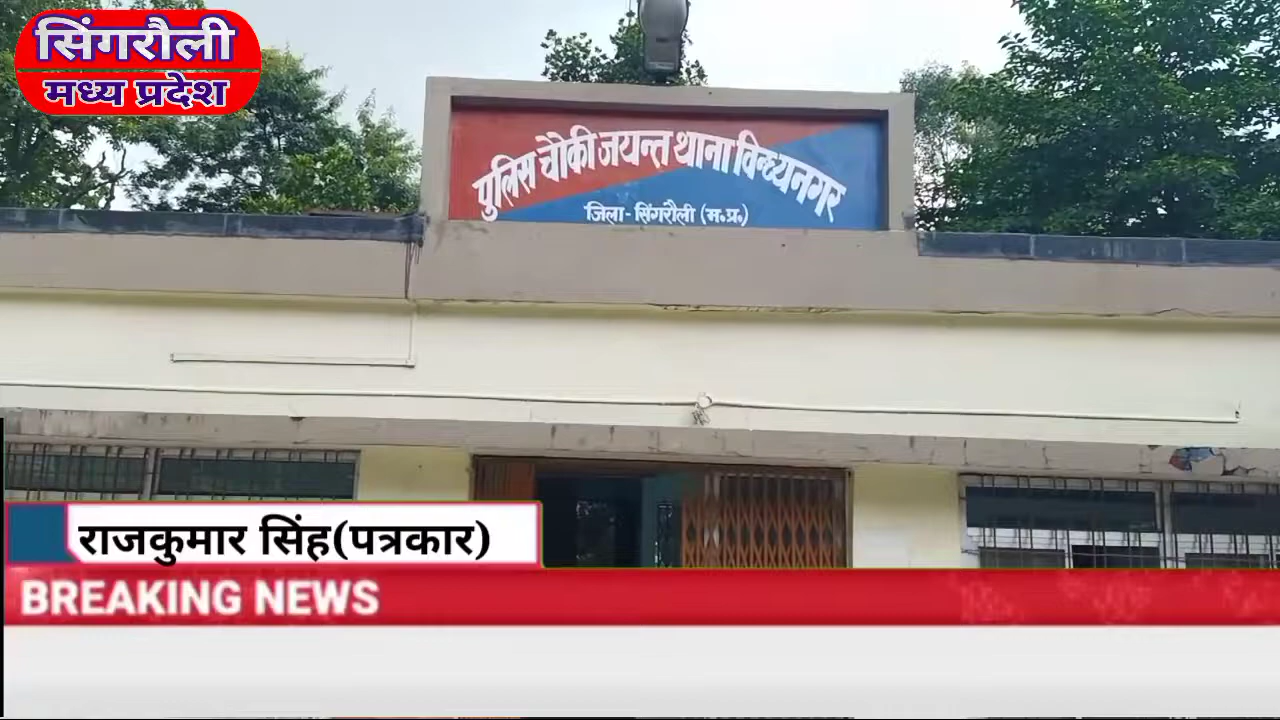 सिंगरौली
मध्य प्रदेश
पुलिस चौकी जयन्त थाना विन्ध्यनगर
जिला - सिंगरौली (म॰प्र॰)
राजकुमार सिंह(पत्रकार)
BREAKING NEWS